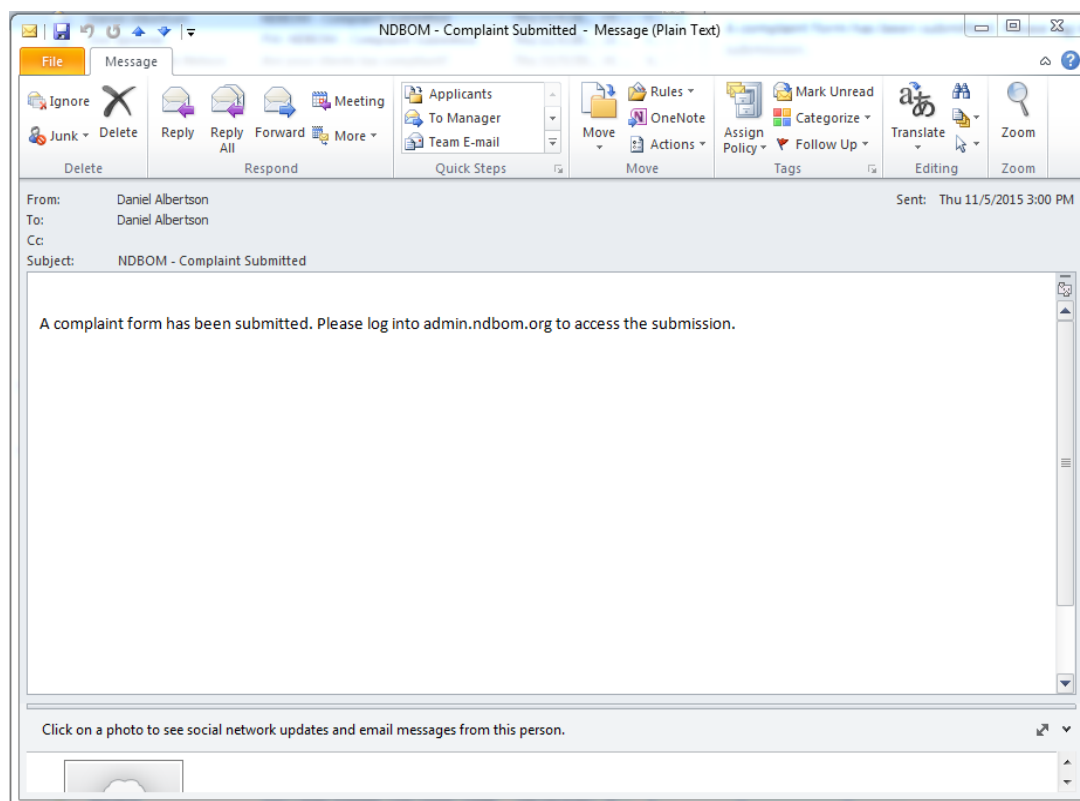 NDBOM - Complaint Submitted - Message (Plain Text)
File
Message
Ignore
Junk
Delete
Delete
Reply
Reply All
Forward
Meeting
More
Respond
Applicants
To Manager
Team E-mail
Quick Steps
Move
Rules
OneNote
Actions
Move
Assign Policy
Mark Unread
Categorize
Follow Up
Tags
Translate
Editing
Zoom
Zoom
From: Daniel Albertson
Sent: Thu 11/5/2015 3:00 PM
To: Daniel Albertson
Cc:
Subject: NDBOM - Complaint Submitted
A complaint form has been submitted. Please log into admin.ndbom.org to access the submission.
Click on a photo to see social network updates and email messages from this person.